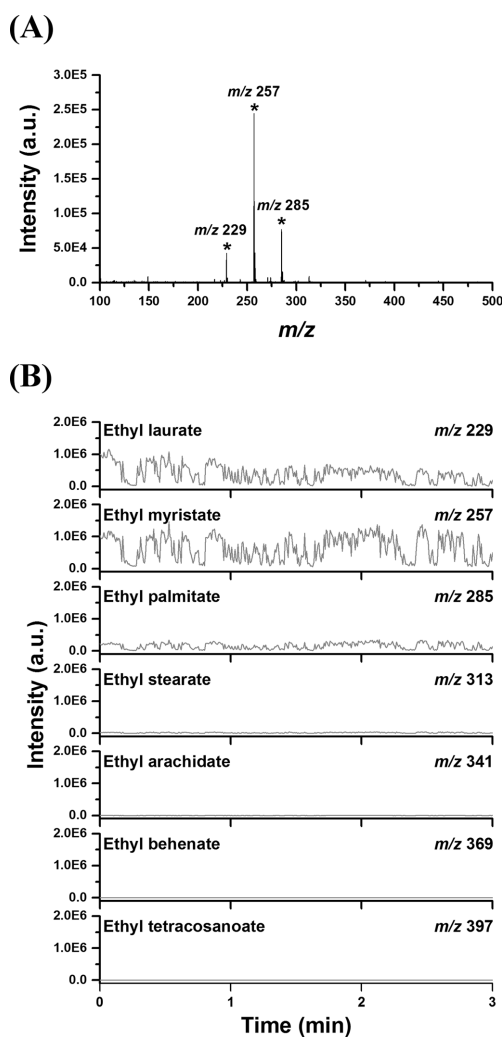 (A)
3.0E5
2.5E5
2.0E5
1.5E5
1.0E5
5.0E4
0.0
Intensity (a.u.)
m/z 257
*
m/z 229
*
m/z 285
*
100 150 200 250 300 350 400 450 500
m/z
(B)
Intensity (a.u.)
2.0E6
1.0E6
0.0
Ethyl laurate m/z 229
2.0E6
1.0E6
0.0
Ethyl myristate m/z 257
2.0E6
1.0E6
0.0
Ethyl palmitate m/z 285
2.0E6
1.0E6
0.0
Ethyl stearate m/z 313
2.0E6
1.0E6
0.0
Ethyl arachidate m/z 341
2.0E6
1.0E6
0.0
Ethyl behenate m/z 369
2.0E6
1.0E6
0.0
Ethyl tetracosanoate m/z 397
0 1 2 3
Time (min)